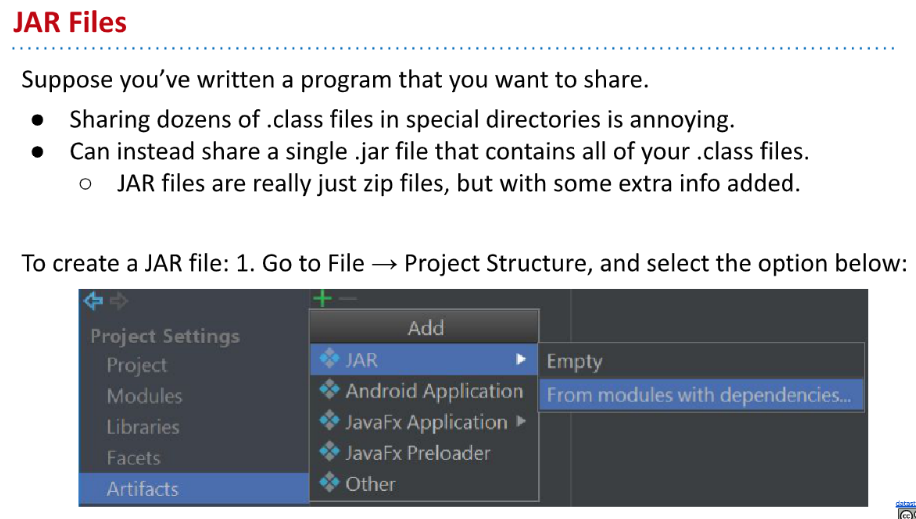 JAR Files
Suppose you've written a program that you want to share.
● Sharing dozens of .class files in special directories is annoying.
● Can instead share a single .jar file that contains all of your .class files.
○ JAR files are really just zip files, but with some extra info added.
To create a JAR file: 1. Go to File → Project Structure, and select the option below:
Project Settings
Project
Modules
Libraries
Facets
Artifacts
Add
JAR
Android Application
JavaFx Application
JavaFx Preloader
Other
Empty
From modules with dependencies...